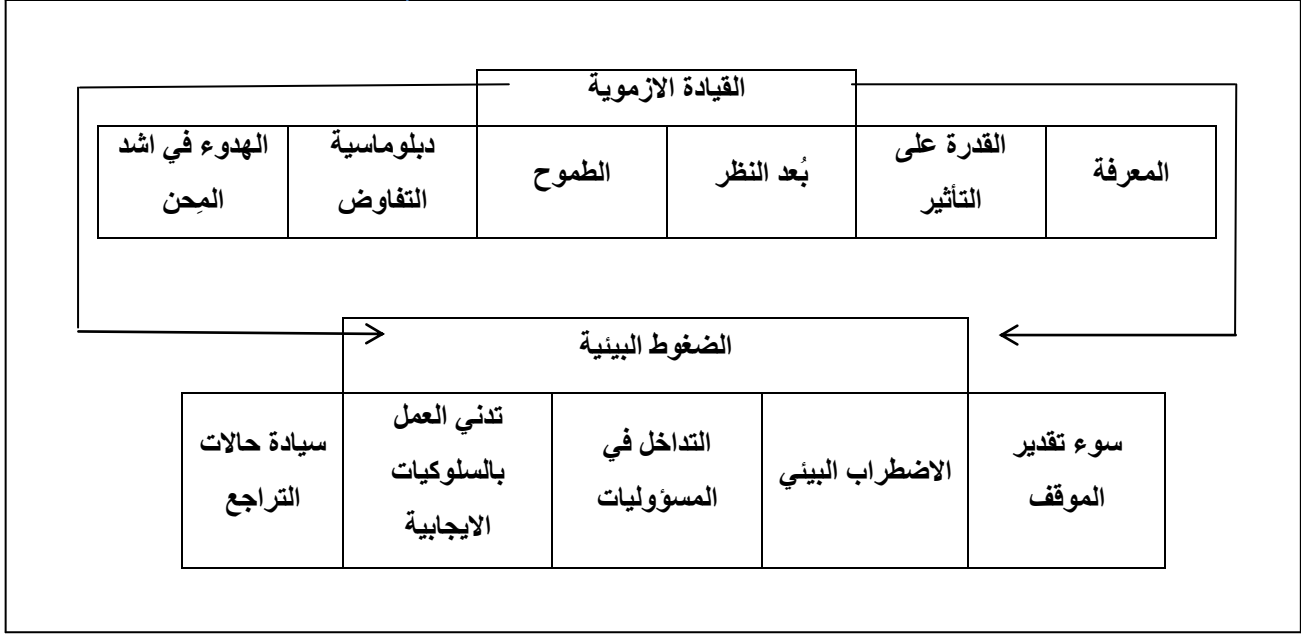 القيادة الازموية
المعرفة
القدرة على
التأثير
بُعد النظر
الطموح
دبلوماسية
التفاوض
الهدوء في اشد
المِحن
الضغوط البيئية
سوء تقدير
الموقف
الاضطراب البيئي
التداخل في
المسؤوليات
تدني العمل
بالسلوكيات
الايجابية
سيادة حالات
التراجع